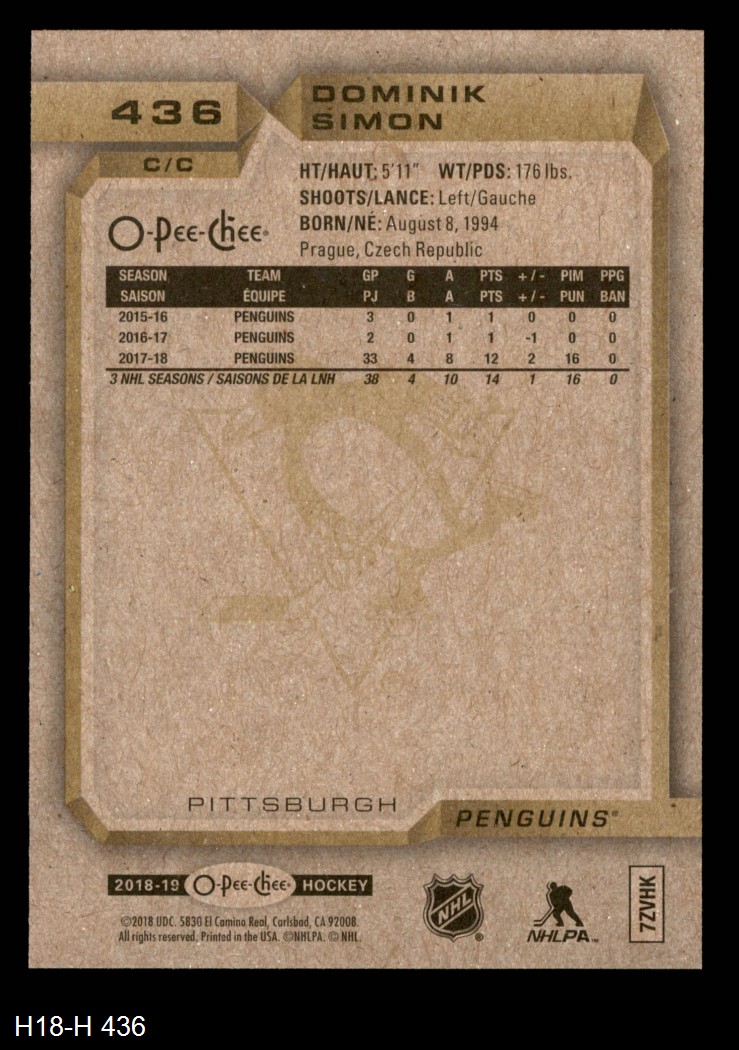 436
DOMINIK
SIMON
C/C
HT/HAUT: 5'11" WT/PDS: 176 lbs.
SHOOTS/LANCE: Left/Gauche
BORN/NÉ: August 8, 1994
Prague, Czech Republic
O-Pee-Chee®
SEASON TEAM GP G A PTS +/- PIM PPG
SAISON ÉQUIPE PJ B A PTS +/- PUN BAN
2015-16 PENGUINS 3 0 1 1 0 0 0
2016-17 PENGUINS 2 0 1 1 -1 0 0
2017-18 PENGUINS 33 4 8 12 2 16 0
3 NHL SEASONS / SAISONS DE LA LNH 38 4 10 14 1 16 0
PITTSBURGH
PENGUINS®
2018-19 O-Pee-Chee® HOCKEY
©2018 UDC. 5830 El Camino Real, Carlsbad, CA 92008.
All rights reserved. Printed in the USA. ©NHLPA. © NHL.
NHL®
NHLPA™
7ZVHK
H18-H 436